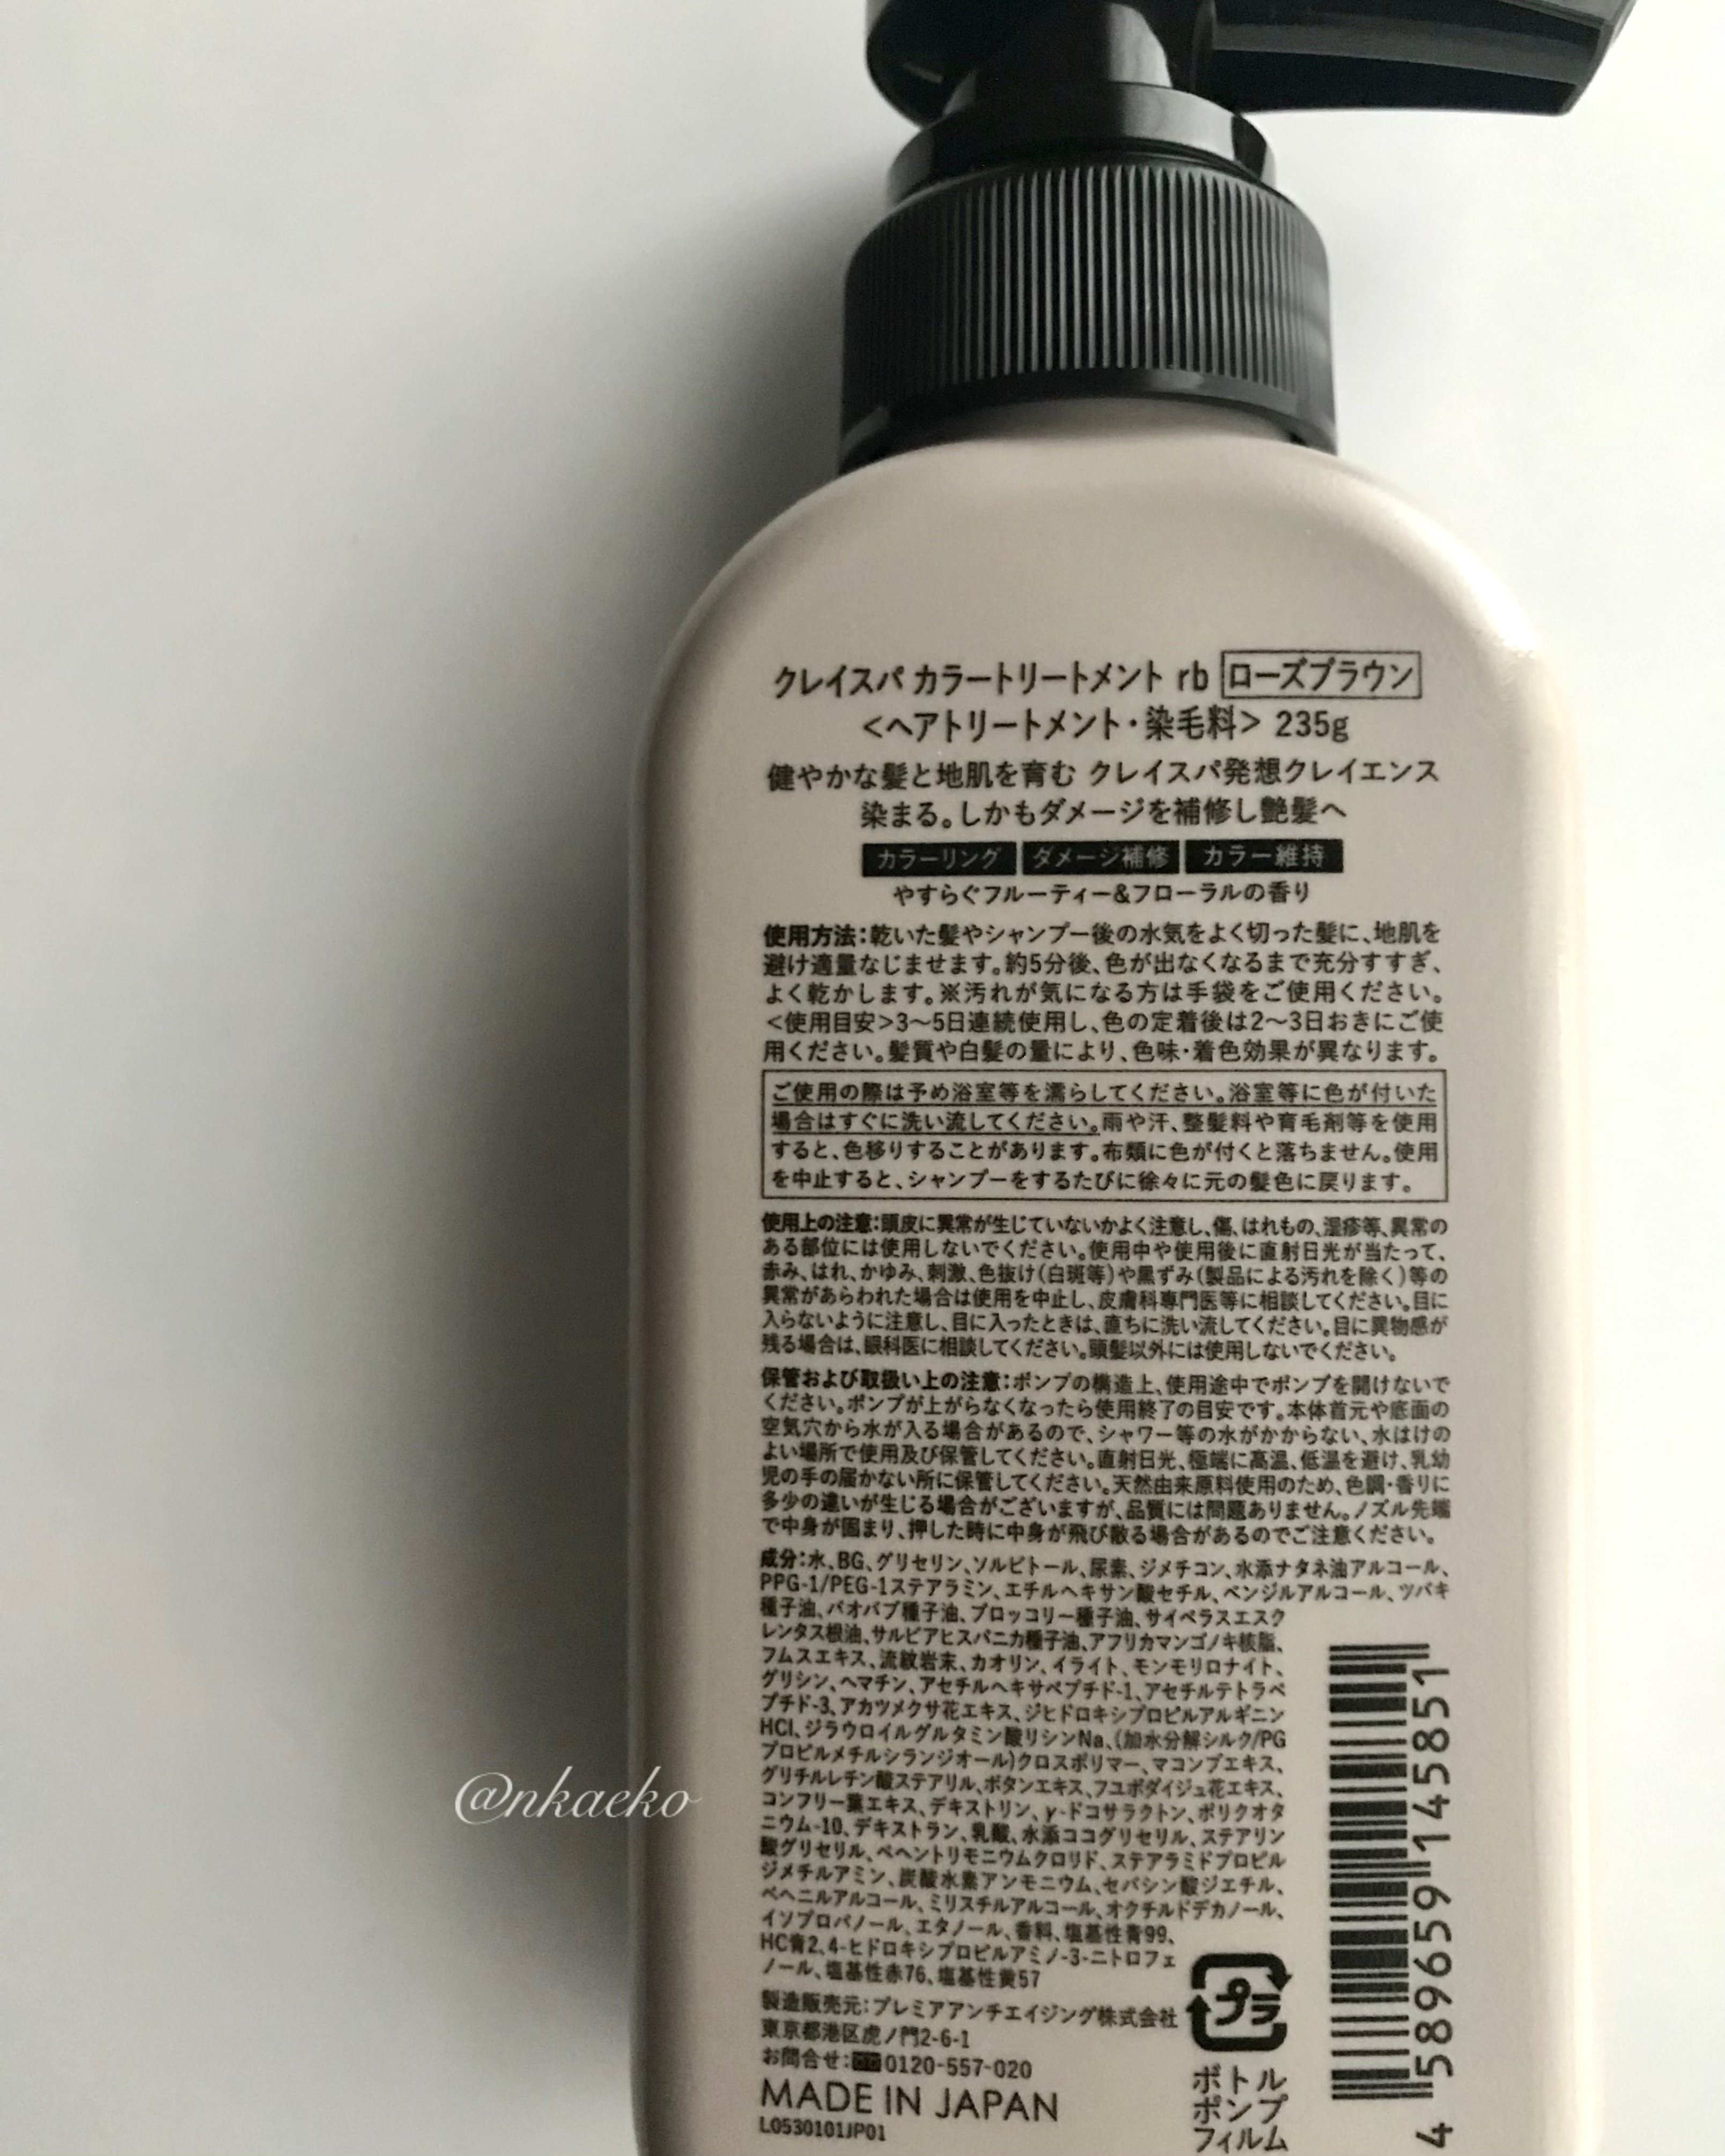 クレイスパ カラートリートメント rb ローズブラウン
<ヘアトリートメント・染毛料> 235g
健やかな髪と地肌を育む クレイスパ発想クレイエンス
染まる。しかもダメージを補修し艶髪へ
カラーリング ダメージ補修 カラー維持
やすらぐフルーティー&フローラルの香り
使用方法:乾いた髪やシャンプー後の水気をよく切った髪に、地肌を
避け適量なじませます。約5分後、色が出なくなるまで充分すすぎ、
よく乾かします。※汚れが気になる方は手袋をご使用ください。
<使用目安>3〜5日連続使用し、色の定着後は2〜3日おきにご使
用ください。髪質や白髪の量により、色味・着色効果が異なります。
ご使用の際は予め浴室等を濡らしてください。浴室等に色が付いた
場合はすぐに洗い流してください。雨や汗、整髪料や育毛剤等を使用
すると、色移りすることがあります。布類に色が付くと落ちません。使用
を中止すると、シャンプーをするたびに徐々に元の髪色に戻ります。
使用上の注意:頭皮に異常が生じていないかよく注意し、傷、はれもの、湿疹等、異常の
ある部位には使用しないでください。使用中や使用後に直射日光が当たって、
赤み、はれ、かゆみ、刺激、色抜け(白斑等)や黒ずみ(製品による汚れを除く)等の
異常があらわれた場合は使用を中止し、皮膚科専門医等に相談してください。目に
入らないように注意し、目に入ったときは、直ちに洗い流してください。目に異物感が
残る場合は、眼科医に相談してください。頭髪以外には使用しないでください。
保管および取扱い上の注意:ポンプの構造上、使用途中でポンプを開けないで
ください。ポンプが上がらなくなったら使用終了の目安です。本体首元や底面の
空気穴から水が入る場合があるので、シャワー等の水がかからない、水はけの
よい場所で使用及び保管してください。直射日光、極端に高温、低温を避け、乳幼
児の手の届かない所に保管してください。天然由来原料使用のため、色調・香りに
多少の違いが生じる場合がございますが、品質には問題ありません。ノズル先端
で中身が固まり、押した時に中身が飛び散る場合があるのでご注意ください。
成分:水、BG、グリセリン、ソルビトール、尿素、ジメチコン、水添ナタネ油アルコール、
PPG-1/PEG-1ステアラミン、エチルヘキサン酸セチル、ベンジルアルコール、ツバキ
種子油、バオバブ種子油、ブロッコリー種子油、サイペラスエスク
レンタス根油、サルビアヒスパニカ種子油、アフリカマンゴノキ核脂、
フムスエキス、流紋岩末、カオリン、イライト、モンモリロナイト、
グリシン、ヘマチン、アセチルヘキサペプチド-1、アセチルテトラペ
プチド-3、アカツメクサ花エキス、ジヒドロキシプロピルアルギニン
HCl、ジラウロイルグルタミン酸リシンNa、(加水分解シルク/PG
プロピルメチルシランジオール)クロスポリマー、マコンブエキス、
グリチルレチン酸ステアリル、ボタンエキス、フユボダイジュ花エキス、
コンフリー葉エキス、デキストリン、γ-ドコサラクトン、ポリクオタ
ニウム-10、デキストラン、乳酸、水添ココグリセリル、ステアリン
酸グリセリル、ベヘントリモニウムクロリド、ステアラミドプロピル
ジメチルアミン、炭酸水素アンモニウム、セバシン酸ジエチル、
ベヘニルアルコール、ミリスチルアルコール、オクチルドデカノール、
イソプロパノール、エタノール、香料、塩基性青99、
HC青2、4-ヒドロキシプロピルアミノ-3-ニトロフェ
ノール、塩基性赤76、塩基性黄57
製造販売元:プレミアアンチエイジング株式会社
東京都港区虎ノ門2-6-1
お問合せ:0120-557-020
MADE IN JAPAN
L0530101JP01
プラ
ボトル
ポンプ
フィルム
4 589659 145851
@nkaeko